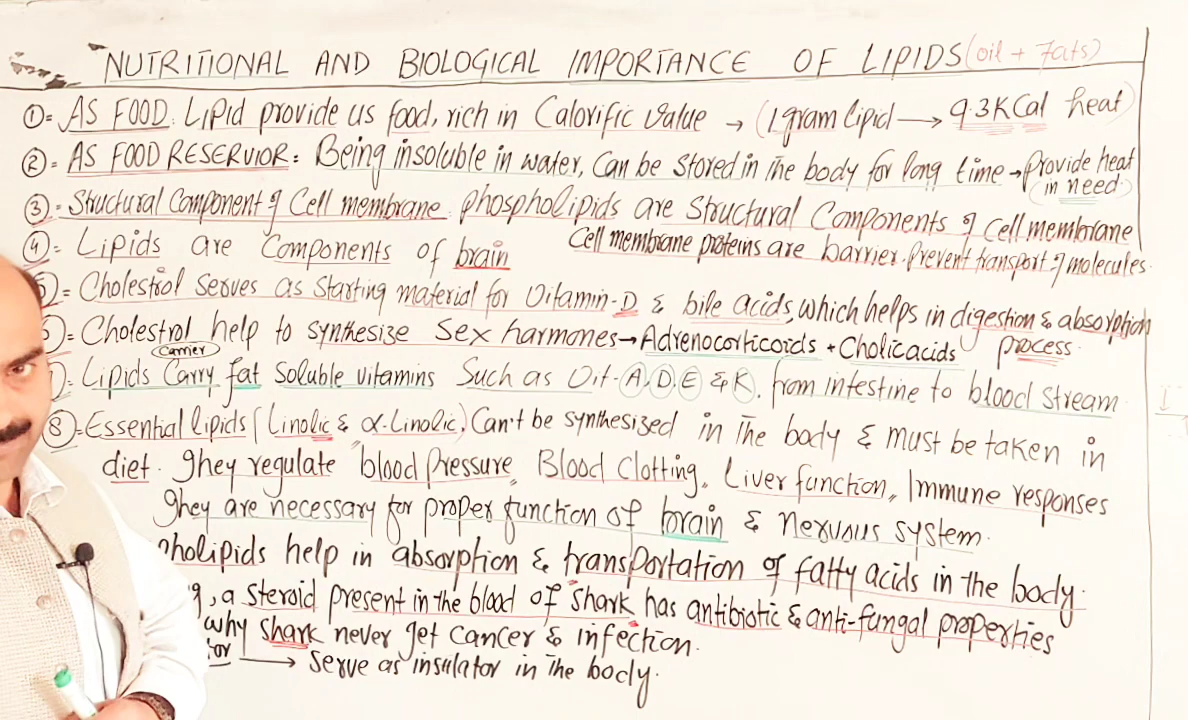 NUTRITIONAL AND BIOLOGICAL IMPORTANCE OF LIPIDS (oil + Fats)
①= AS FOOD: Lipid provide us food, rich in Calorific value → (1 gram lipid → 9.3 KCal heat)
②= AS FOOD RESERVIOR: Being insoluble in water, Can be stored in the body for long time → Provide heat
(in need)
③= Structural Component of Cell membrane: Phospholipids are Structural Components of Cell membrane
④= Lipids are Components of brain Cell membrane proteins are barrier. Prevent transport of molecules.
5)= Cholestrol Serves as Starting material for Vitamin-D & bile acids, which helps in digestion & absorption
)= Cholestrol help to synthesize Sex harmones → Adrenocorticoids + Cholicacids process.
(Carrier)
)= Lipids Carry fat Soluble vitamins Such as Vit- A, D, E & K. from intestine to blood stream
⑧= Essential lipids (Linolic & α-Linolic) Can't be synthesized in the body & must be taken in
diet. They regulate "blood Pressure", Blood Clotting", Liver function", Immune responses
They are necessary for proper function of brain & nervous system.
pholipids help in absorption & transportation of fatty acids in the body.
, a steroid present in the blood of shark has antibiotic & anti-fungal properties
why shark never get cancer & infection.
tor → Serve as insulator in the body.